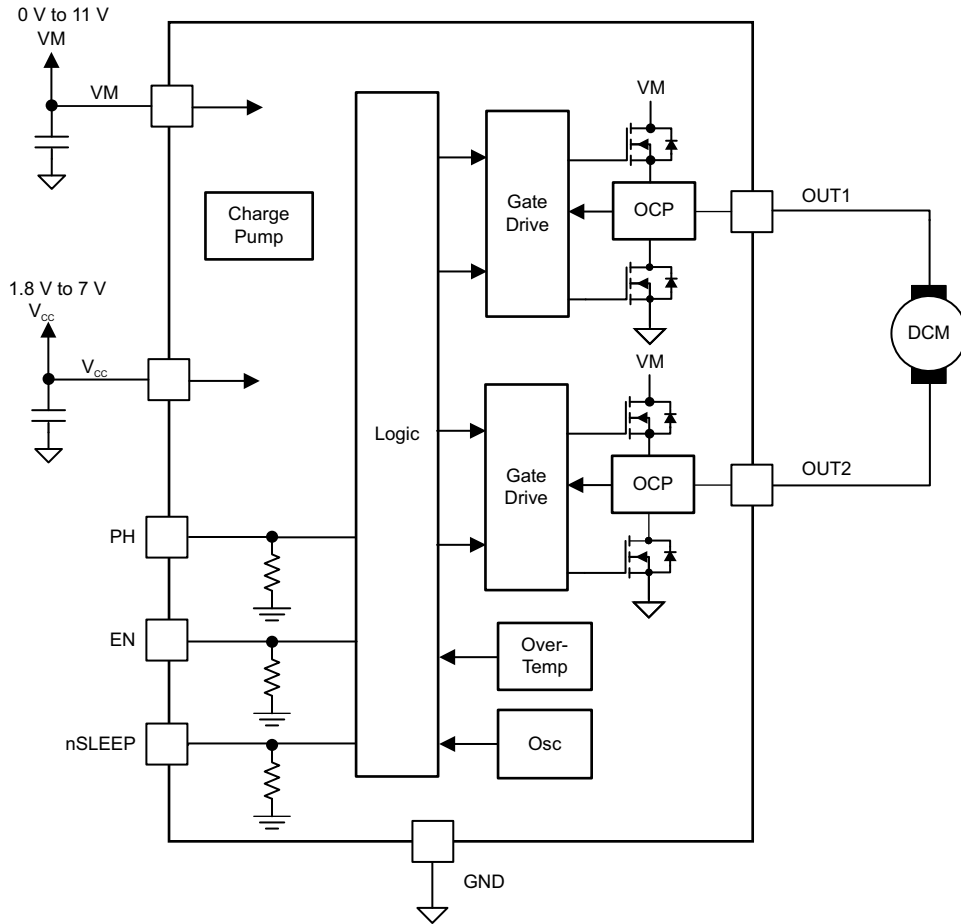 0 V to 11 V
VM
VM
Charge
Pump
1.8 V to 7 V
VCC
VCC
PH
EN
nSLEEP
Logic
Gate
Drive
VM
OCP
OUT1
DCM
VM
Gate
Drive
OCP
OUT2
Over-
Temp
Osc
GND